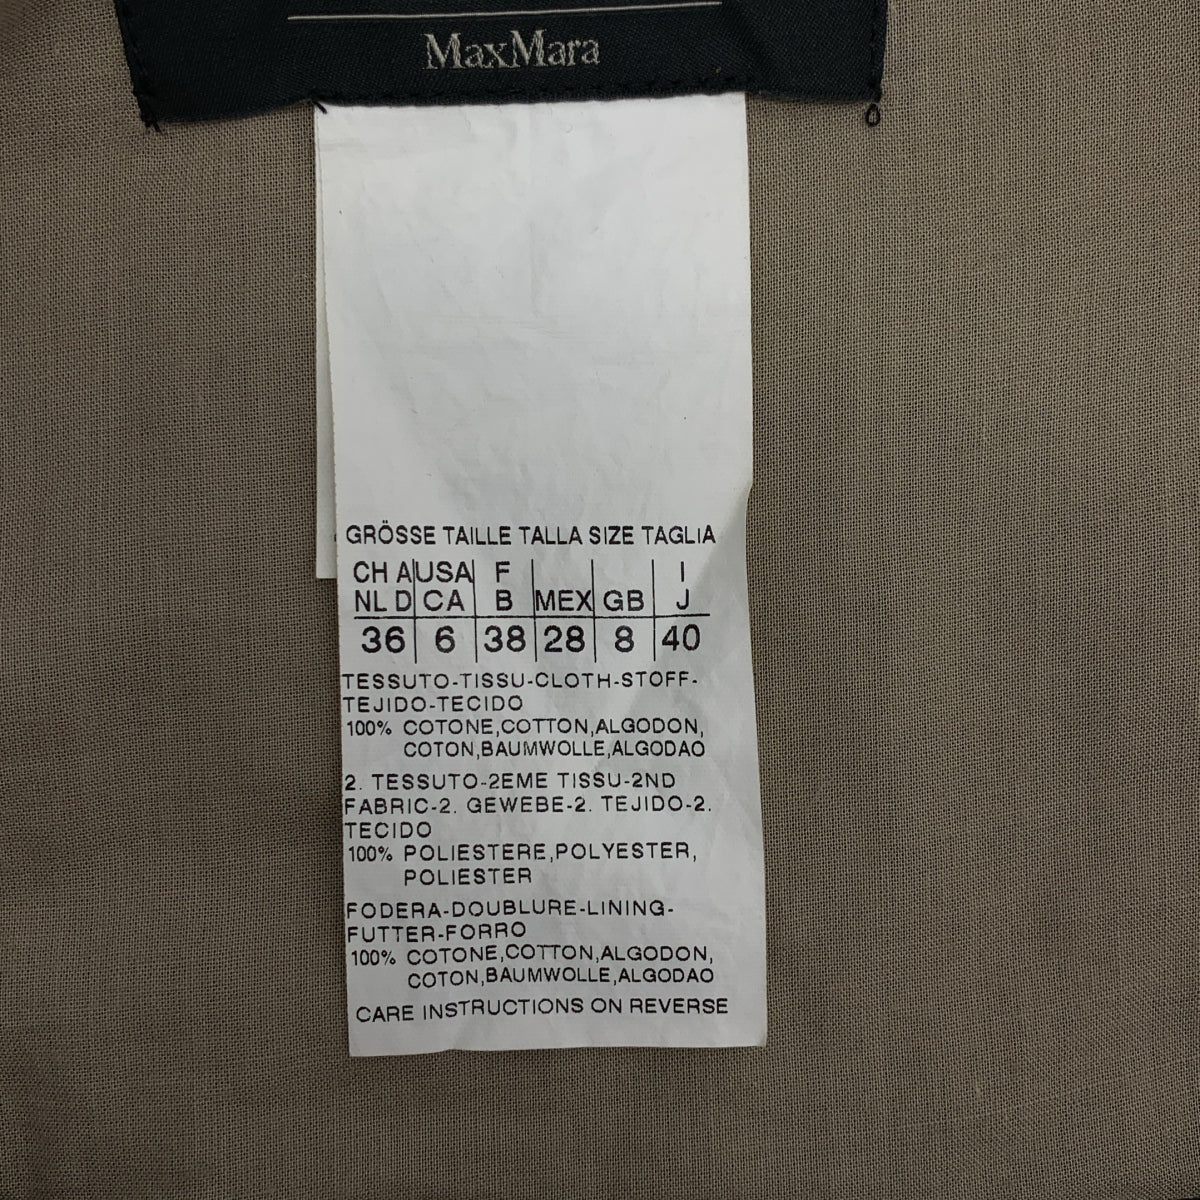 MaxMara
GRÖSSE TAILLE TALLA SIZE TAGLIA
CH A USA F I
NL D CA B MEX GB J
36 6 38 28 8 40
TESSUTO-TISSU-CLOTH-STOFF-
TEJIDO-TECIDO
100% COTONE,COTTON,ALGODON,
COTON,BAUMWOLLE,ALGODAO
2. TESSUTO-2EME TISSU-2ND
FABRIC-2. GEWEBE-2. TEJIDO-2.
TECIDO
100% POLIESTERE,POLYESTER,
POLIESTER
FODERA-DOUBLURE-LINING-
FUTTER-FORRO
100% COTONE,COTTON,ALGODON,
COTON,BAUMWOLLE,ALGODAO
CARE INSTRUCTIONS ON REVERSE